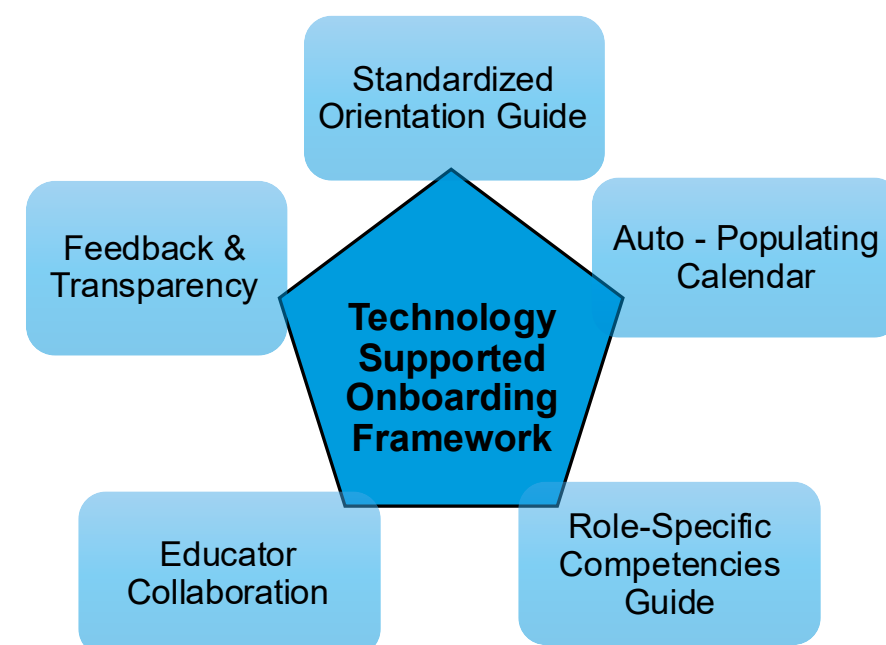 Standardized
Orientation Guide
Feedback &
Transparency
Auto - Populating
Calendar
Technology
Supported
Onboarding
Framework
Educator
Collaboration
Role-Specific
Competencies
Guide